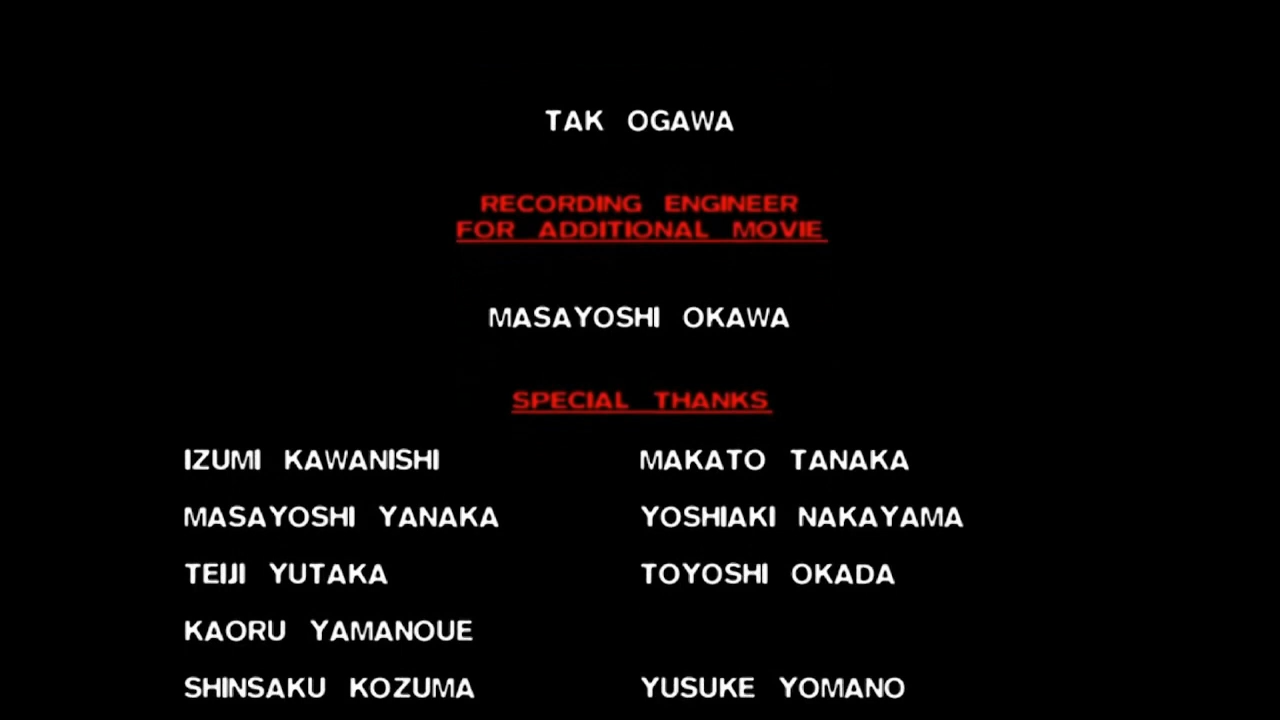 TAK OGAWA
RECORDING ENGINEER
FOR ADDITIONAL MOVIE
MASAYOSHI OKAWA
SPECIAL THANKS
IZUMI KAWANISHI MAKATO TANAKA
MASAYOSHI YANAKA YOSHIAKI NAKAYAMA
TEIJI YUTAKA TOYOSHI OKADA
KAORU YAMANOUE
SHINSAKU KOZUMA YUSUKE YOMANO